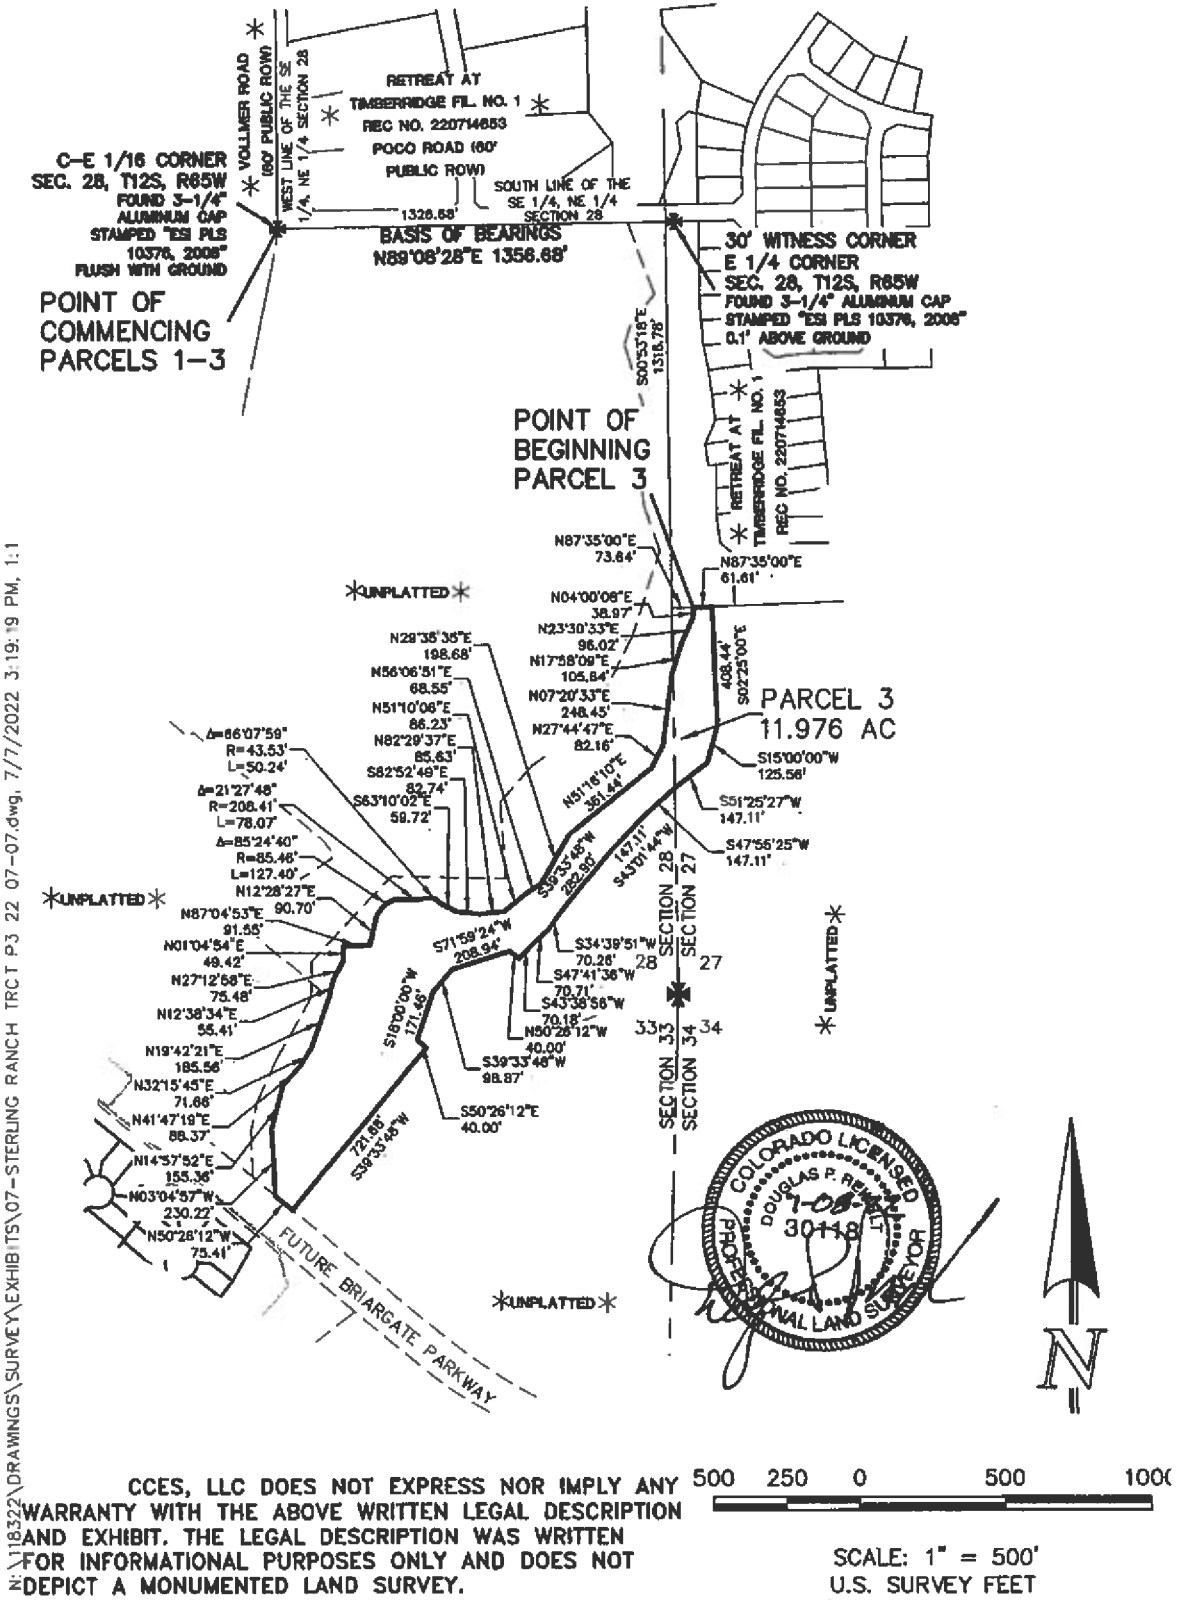 VOLLMER ROAD
(60' PUBLIC ROW)
WEST LINE OF THE SE
1/4, NE 1/4 SECTION 28
RETREAT AT
TIMBERRIDGE FIL. NO. 1
REC NO. 220714653
POCO ROAD (60'
PUBLIC ROW)
SOUTH LINE OF THE
SE 1/4, NE 1/4
SECTION 28
C-E 1/16 CORNER
SEC. 28, T12S, R65W
FOUND 3-1/4"
ALUMINUM CAP
STAMPED "ESI PLS
10376, 2006"
FLUSH WITH GROUND
POINT OF
COMMENCING
PARCELS 1-3
1326.68'
BASIS OF BEARINGS
N89°08'28"E 1356.68'
30' WITNESS CORNER
E 1/4 CORNER
SEC. 28, T12S, R65W
FOUND 3-1/4" ALUMINUM CAP
STAMPED "ESI PLS 10376, 2006"
0.1' ABOVE GROUND
S00°53'18"E
1318.78'
RETREAT AT
TIMBERRIDGE FIL. NO. 1
REC NO. 220714653
POINT OF
BEGINNING
PARCEL 3
N87°35'00"E
73.64'
N87°35'00"E
61.61'
N04°00'08"E
38.97'
N23°30'33"E
96.02'
N17°58'09"E
105.84'
N07°20'33"E
248.45'
N27°44'47"E
82.16'
408.44'
S02°25'00"E
PARCEL 3
11.976 AC
S15°00'00"W
125.56'
S51°25'27"W
147.11'
S47°55'25"W
147.11'
UNPLATTED
N29°35'35"E
198.68'
N56°06'51"E
68.55'
N51°10'06"E
86.23'
N82°29'37"E
85.63'
S82°52'49"E
82.74'
S63°10'02"E
59.72'
N51°16'10"E
361.44'
147.11'
S43°01'44"W
S39°33'48"W
282.90'
Δ=66°07'59"
R=43.53'
L=50.24'
Δ=21°27'48"
R=208.41'
L=78.07'
Δ=85°24'40"
R=85.46'
L=127.40'
N12°28'27"E
90.70'
UNPLATTED
N87°04'53"E
91.55'
N01°04'54"E
49.42'
N27°12'58"E
75.48'
N12°38'34"E
55.41'
N19°42'21"E
185.56'
N32°15'45"E
71.66'
N41°47'19"E
88.37'
N14°57'52"E
155.36'
N03°04'57"W
230.22'
N50°26'12"W
75.41'
S71°59'24"W
208.94'
S18°00'00"W
171.46'
S34°39'51"W
70.26'
S47°41'36"W
70.71'
S43°38'56"W
70.18'
N50°26'12"W
40.00'
S39°33'48"W
98.87'
S50°26'12"E
40.00'
721.88'
S39°33'48"W
SECTION 28
SECTION 27
28
27
33
34
SECTION 33
SECTION 34
UNPLATTED
UNPLATTED
FUTURE BRIARGATE PARKWAY
COLORADO LICENSED
DOUGLAS P. REINELT
30118
PROFESSIONAL LAND SURVEYOR
N
N:\118322\DRAWINGS\SURVEY\EXHIBITS\07-STERLING RANCH TRCT P3 22 07-07.dwg, 7/7/2022 3:19:19 PM, 1:1
CCES, LLC DOES NOT EXPRESS NOR IMPLY ANY
WARRANTY WITH THE ABOVE WRITTEN LEGAL DESCRIPTION
AND EXHIBIT. THE LEGAL DESCRIPTION WAS WRITTEN
FOR INFORMATIONAL PURPOSES ONLY AND DOES NOT
DEPICT A MONUMENTED LAND SURVEY.
500 250 0 500 1000
SCALE: 1" = 500'
U.S. SURVEY FEET